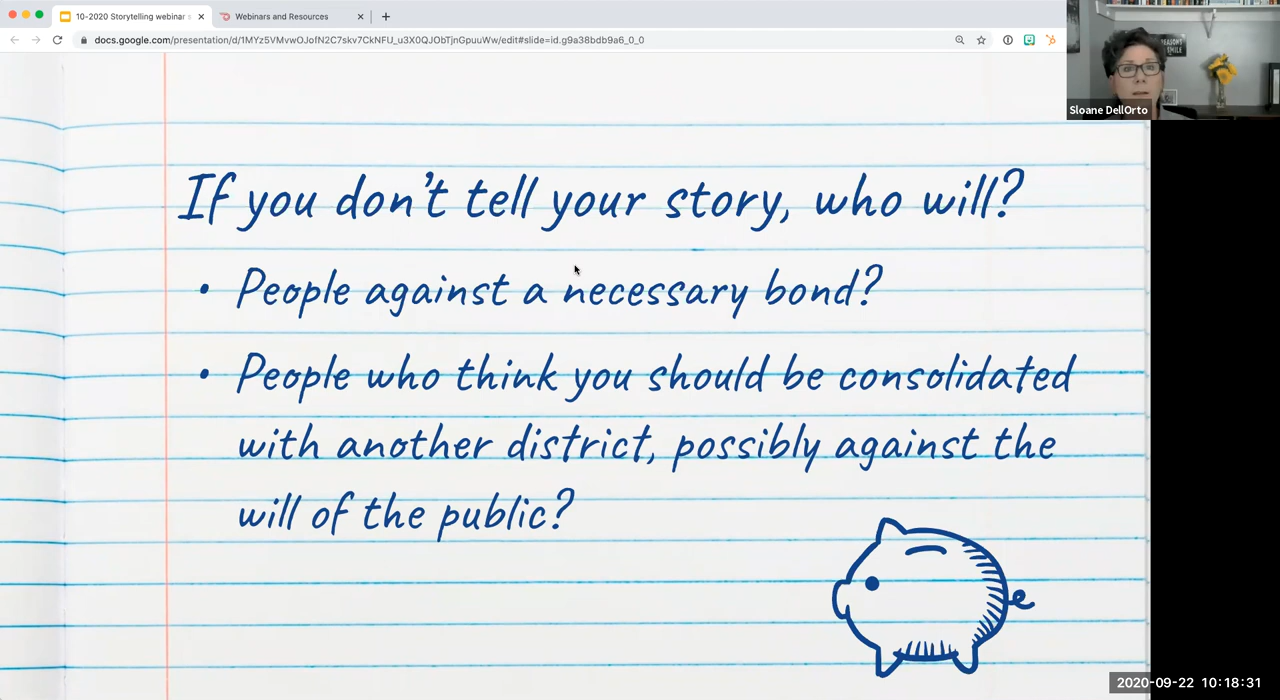 10-2020 Storytelling webinar
Webinars and Resources
docs.google.com/presentation/d/1MYz5VMvwOJofN2C7skv7CkNFU_u3X0QJObTjnGpuuWw/edit#slide=id.g9a38bdb9a6_0_0
Sloane DellOrto
If you don't tell your story, who will?
• People against a necessary bond?
• People who think you should be consolidated
with another district, possibly against the
will of the public?
2020-09-22 10:18:31